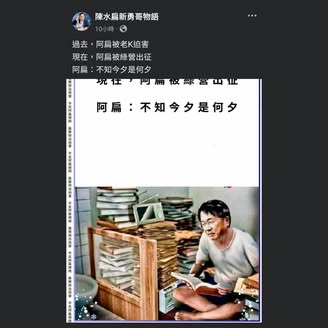 陳水扁新勇哥物語
10小時
過去，阿扁被老K迫害
現在，阿扁被綠營出征
阿扁：不知今夕是何夕
現在，阿扁被綠營出征
阿扁：不知今夕是何夕